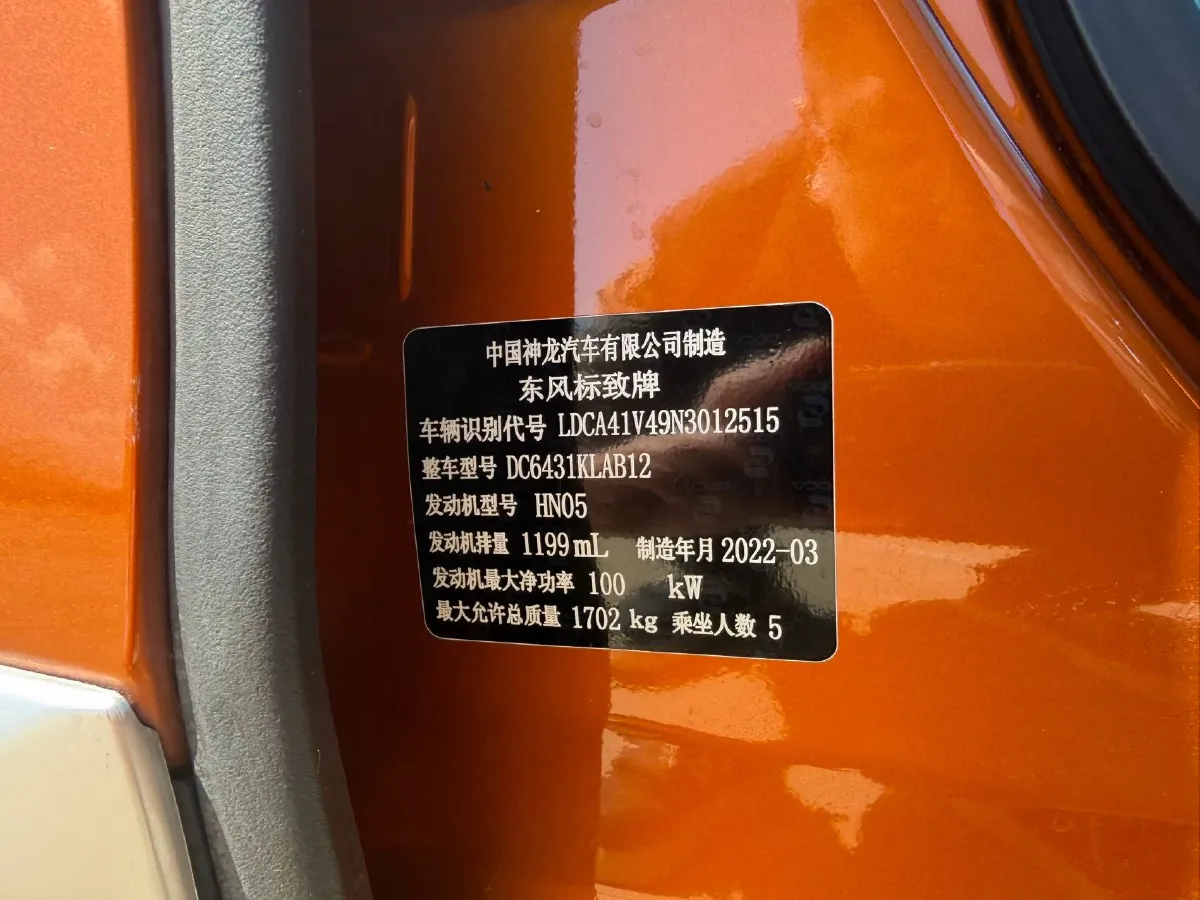 中国神龙汽车有限公司制造
东风标致牌
车辆识别代号 LDCA41V49N3012515
整车型号 DC6431KLAB12
发动机型号 HN05
发动机排量 1199mL 制造年月 2022-03
发动机最大净功率 100 kW
最大允许总质量 1702 kg 乘坐人数 5